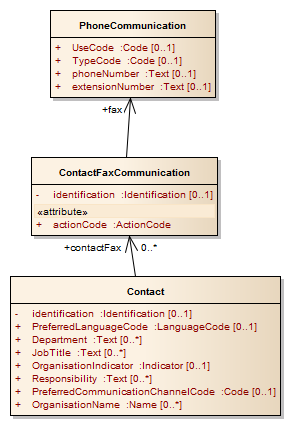 PhoneCommunication
+ UseCode :Code [0..1]
+ TypeCode :Code [0..1]
+ phoneNumber :Text [0..1]
+ extensionNumber :Text [0..1]
+fax
ContactFaxCommunication
- identification :Identification [0..1]
«attribute»
+ actionCode :ActionCode
+contactFax 0..*
Contact
- identification :Identification [0..1]
+ PreferredLanguageCode :LanguageCode [0..1]
+ Department :Text [0..*]
+ JobTitle :Text [0..*]
+ OrganisationIndicator :Indicator [0..1]
+ Responsibility :Text [0..*]
+ PreferredCommunicationChannelCode :Code [0..1]
+ OrganisationName :Name [0..*]